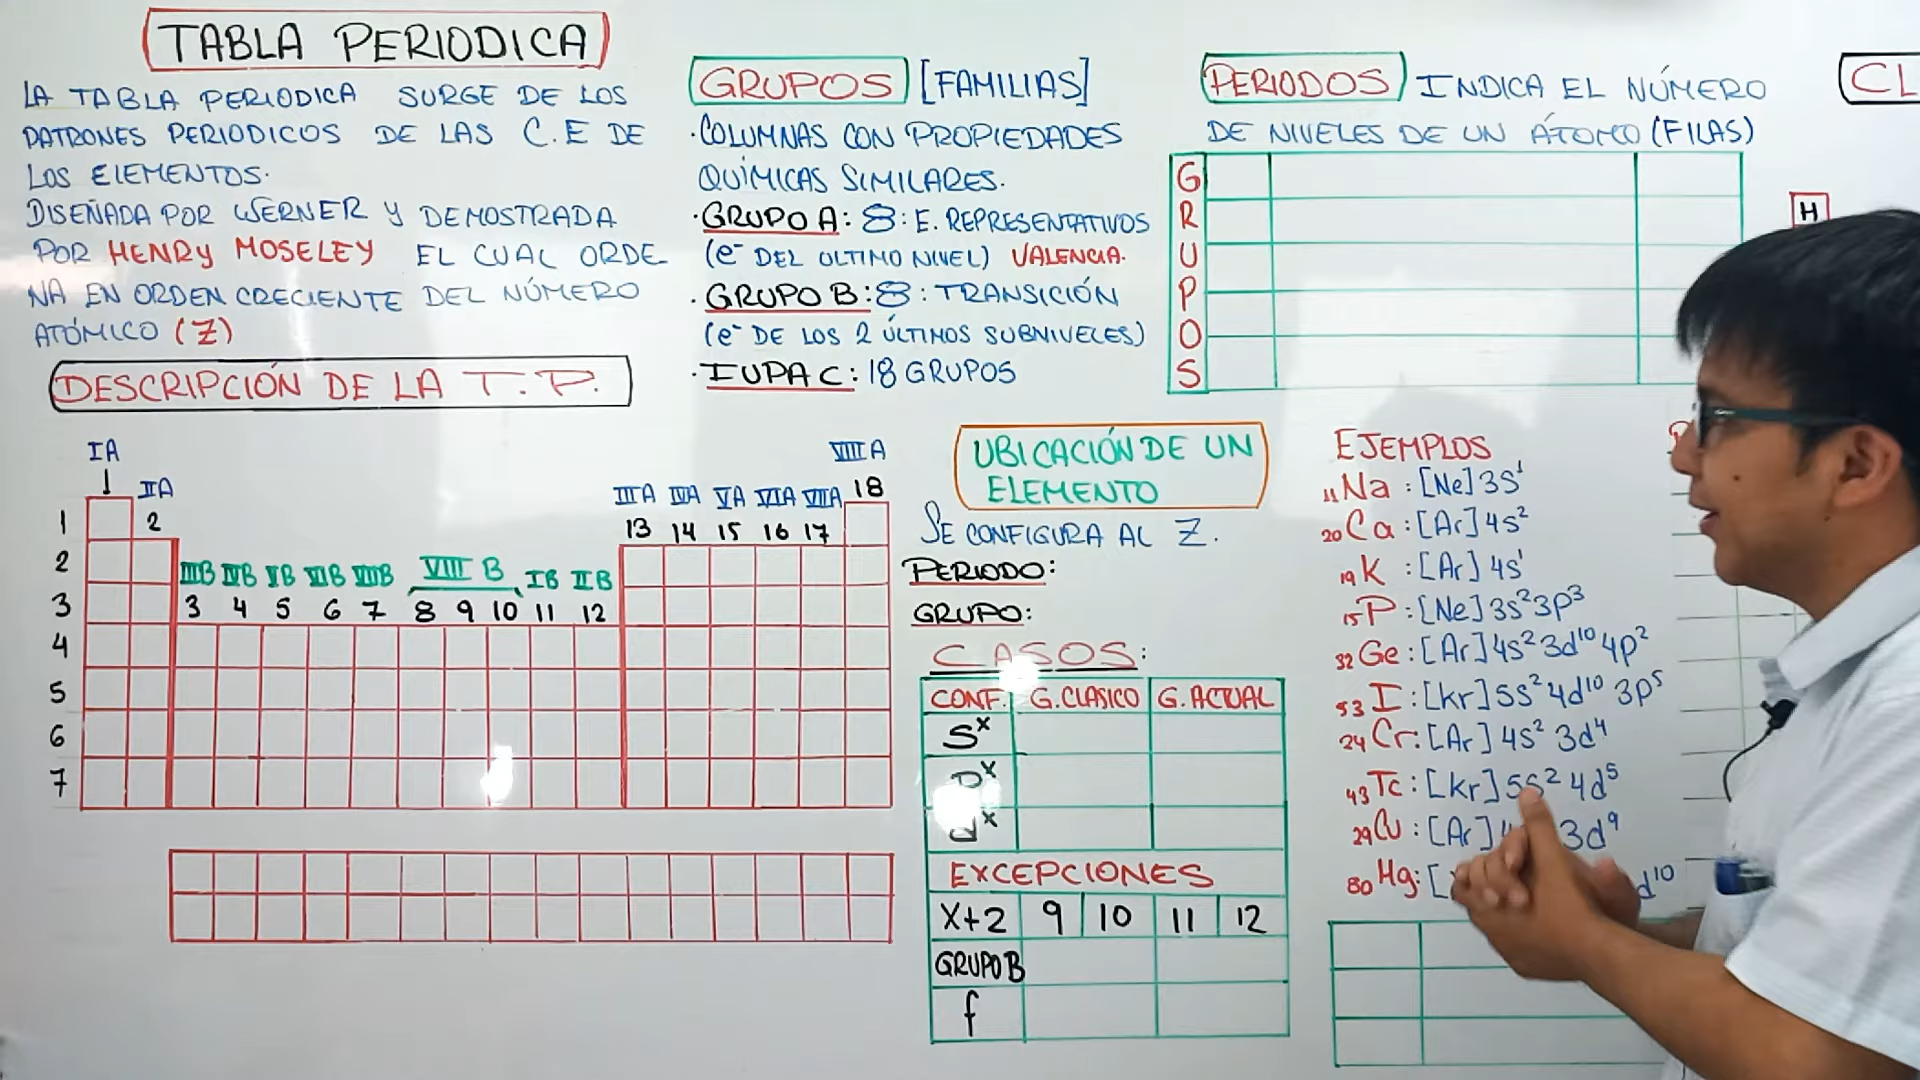 TABLA PERIODICA
LA TABLA PERIODICA SURGE DE LOS
PATRONES PERIODICOS DE LAS C.E DE
LOS ELEMENTOS.
DISEÑADA POR WERNER Y DEMOSTRADA
POR HENRY MOSELEY EL CUAL ORDE_
NA EN ORDEN CRECIENTE DEL NÚMERO
ATÓMICO (Z)
DESCRIPCIÓN DE LA T.P.
IA
VIIIA
IIA
IIIA IVA VA VIA VIIA 18
1
2
13 14 15 16 17
2
IIIB IVB VB VIB VIIB VIII B IB IIB
3
3 4 5 6 7 8 9 10 11 12
4
5
6
7
GRUPOS [FAMILIAS]
·COLUMNAS CON PROPIEDADES
QUÍMICAS SIMILARES.
·GRUPO A: 8: E. REPRESENTATIVOS
(e⁻ DEL ULTIMO NIVEL) VALENCIA.
·GRUPO B: 8: TRANSICIÓN
(e⁻ DE LOS 2 ÚLTIMOS SUBNIVELES)
·IUPAC: 18 GRUPOS
PERIODOS INDICA EL NÚMERO
DE NIVELES DE UN ÁTOMO (FILAS)
G
R
U
P
O
S
CL
H
UBICACIÓN DE UN
ELEMENTO
SE CONFIGURA AL Z.
PERIODO:
GRUPO:
CASOS:
CONF. G.CLASICO G.ACTUAL
Sˣ
EXCEPCIONES
X+2 9 10 11 12
GRUPO B
f
EJEMPLOS
₁₁Na : [Ne] 3s¹
₂₀Ca : [Ar] 4s²
₁₉K : [Ar] 4s¹
₁₅P : [Ne] 3s² 3p³
₃₂Ge : [Ar] 4s² 3d¹⁰ 4p²
₅₃I : [Kr] 5s² 4d¹⁰ 3p⁵
₂₄Cr : [Ar] 4s² 3d⁴
₄₃Tc : [Kr] 5s² 4d⁵
₂₉Cu : [Ar] 3d⁹
₈₀Hg : [ d¹⁰